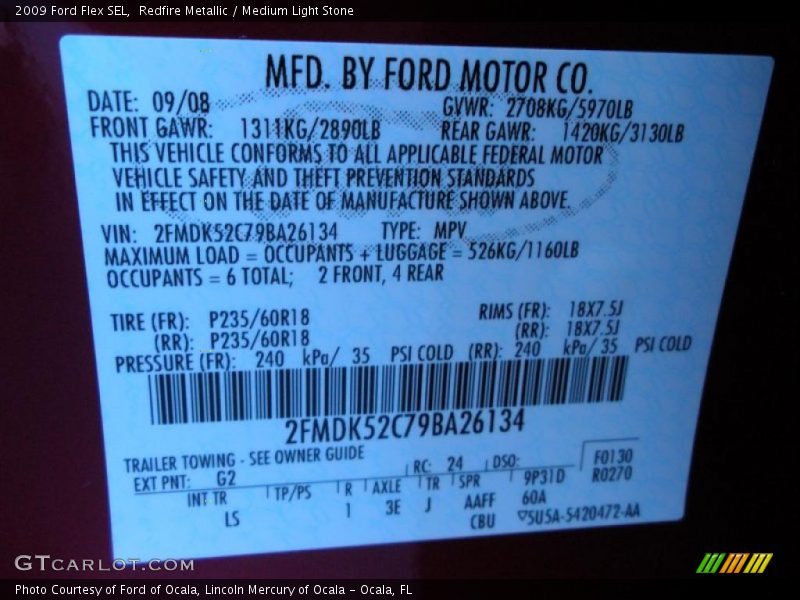 2009 Ford Flex SEL, Redfire Metallic / Medium Light Stone
MFD. BY FORD MOTOR CO.
DATE: 09/08 GVWR: 2708KG/5970LB
FRONT GAWR: 1311KG/2890LB REAR GAWR: 1420KG/3130LB
THIS VEHICLE CONFORMS TO ALL APPLICABLE FEDERAL MOTOR
VEHICLE SAFETY AND THEFT PREVENTION STANDARDS
IN EFFECT ON THE DATE OF MANUFACTURE SHOWN ABOVE.
VIN: 2FMDK52C79BA26134 TYPE: MPV
MAXIMUM LOAD = OCCUPANTS + LUGGAGE = 526KG/1160LB
OCCUPANTS = 6 TOTAL; 2 FRONT, 4 REAR
TIRE (FR): P235/60R18 RIMS (FR): 18X7.5J
(RR): P235/60R18 (RR): 18X7.5J
PRESSURE (FR): 240 kPa/ 35 PSI COLD (RR): 240 kPa/ 35 PSI COLD
2FMDK52C79BA26134
TRAILER TOWING - SEE OWNER GUIDE
EXT PNT: G2 RC: 24 DSO: F0130
INT TR TP/PS R AXLE TR SPR 9P31D R0270
LS 1 3E J AAFF 60A
CBU ▽5U5A-5420472-AA
GTCARLOT.COM
Photo Courtesy of Ford of Ocala, Lincoln Mercury of Ocala - Ocala, FL